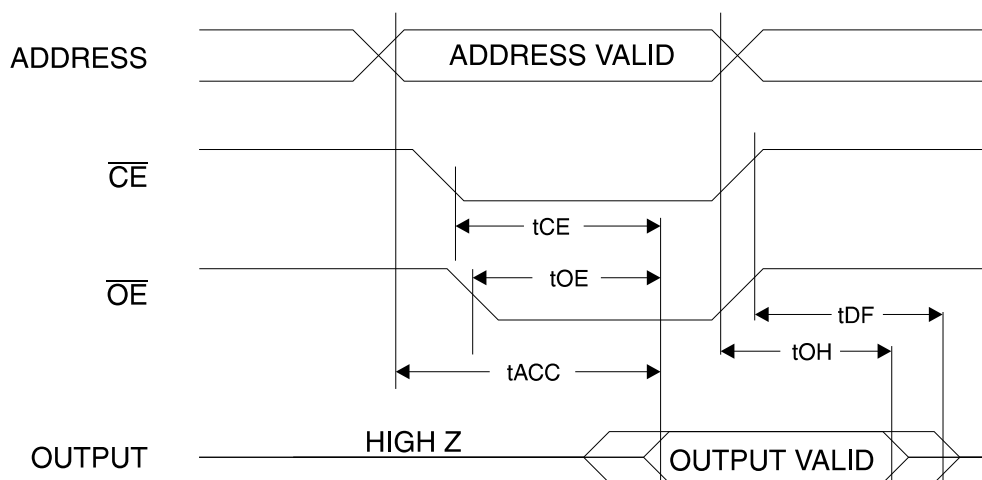 ADDRESS
ADDRESS VALID
CE
tCE
OE
tOE
tDF
tOH
tACC
HIGH Z
OUTPUT
OUTPUT VALID